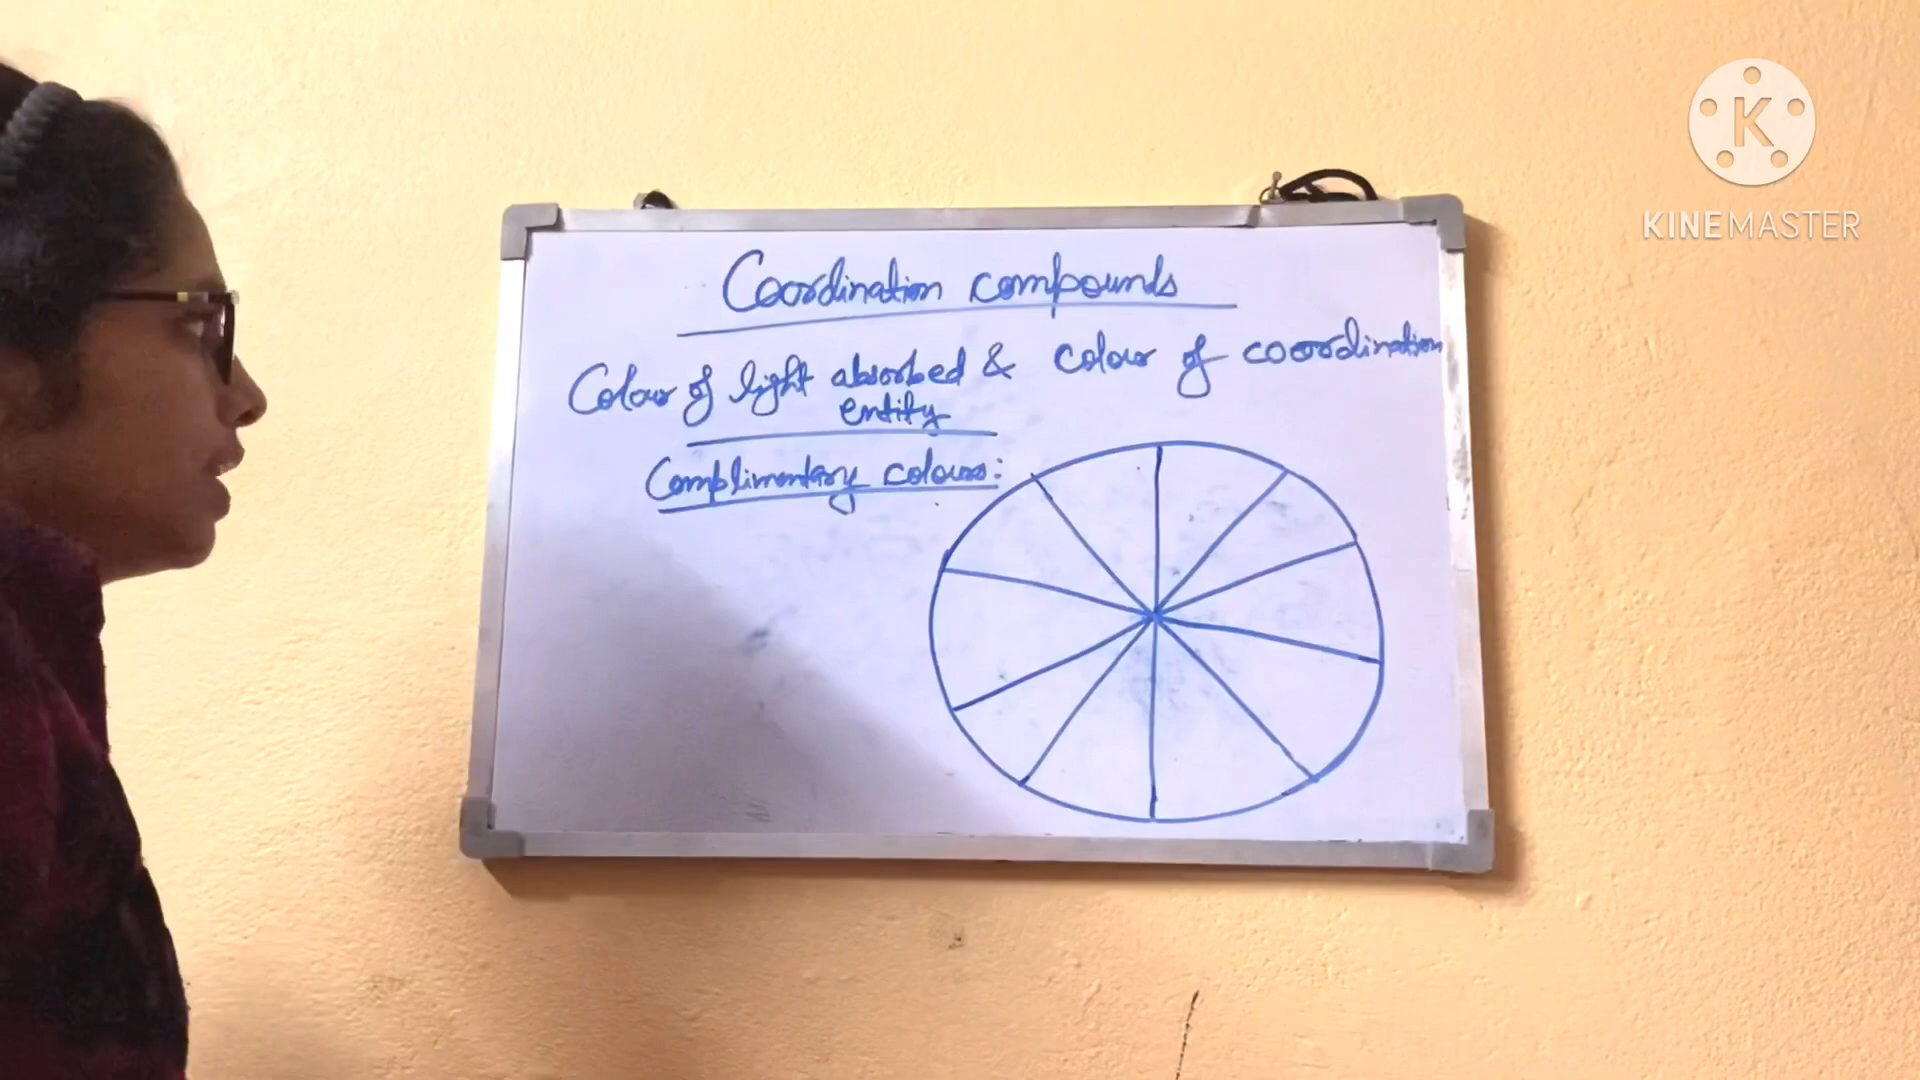 Coordination compounds
Colour of light absorbed & colour of coordination
entity
Complimentary colours:
K
KINEMASTER